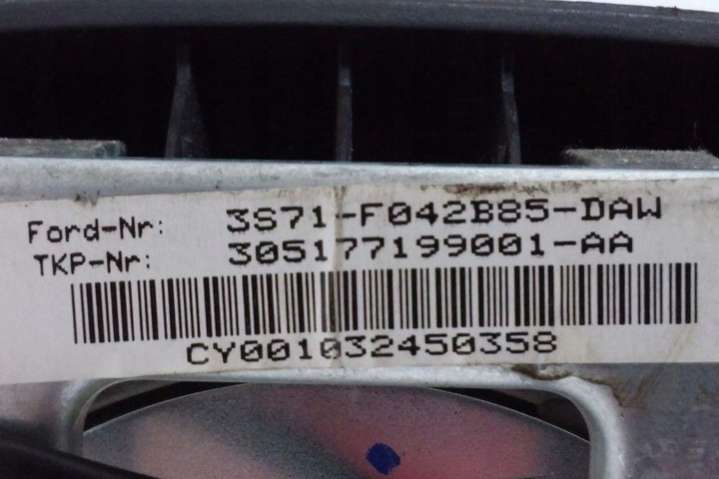 Ford-Nr: 3S71-F042B85-DAW
TKP-Nr: 305177199001-AA
CY001032450358